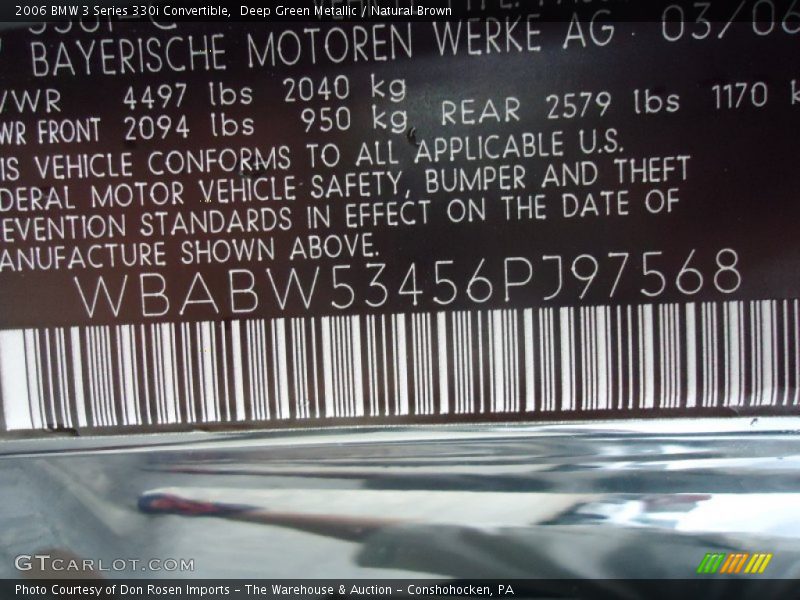 2006 BMW 3 Series 330i Convertible, Deep Green Metallic / Natural Brown
BAYERISCHE MOTOREN WERKE AG 03/06
VWR 4497 lbs 2040 kg
WR FRONT 2094 lbs 950 kg REAR 2579 lbs 1170 k
IS VEHICLE CONFORMS TO ALL APPLICABLE U.S.
DERAL MOTOR VEHICLE SAFETY, BUMPER AND THEFT
EVENTION STANDARDS IN EFFECT ON THE DATE OF
ANUFACTURE SHOWN ABOVE.
WBABW53456PJ97568
GTCARLOT.COM
Photo Courtesy of Don Rosen Imports – The Warehouse & Auction – Conshohocken, PA